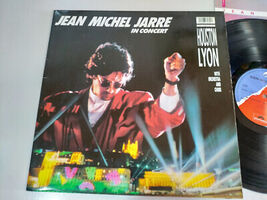 JEAN MICHEL JARRE
IN CONCERT
HOUSTON
LYON
WITH
ORCHESTRA
AND
CHOIR